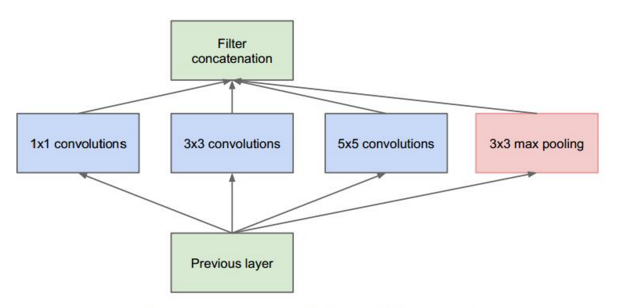 Filter
concatenation
1x1 convolutions
3x3 convolutions
5x5 convolutions
3x3 max pooling
Previous layer